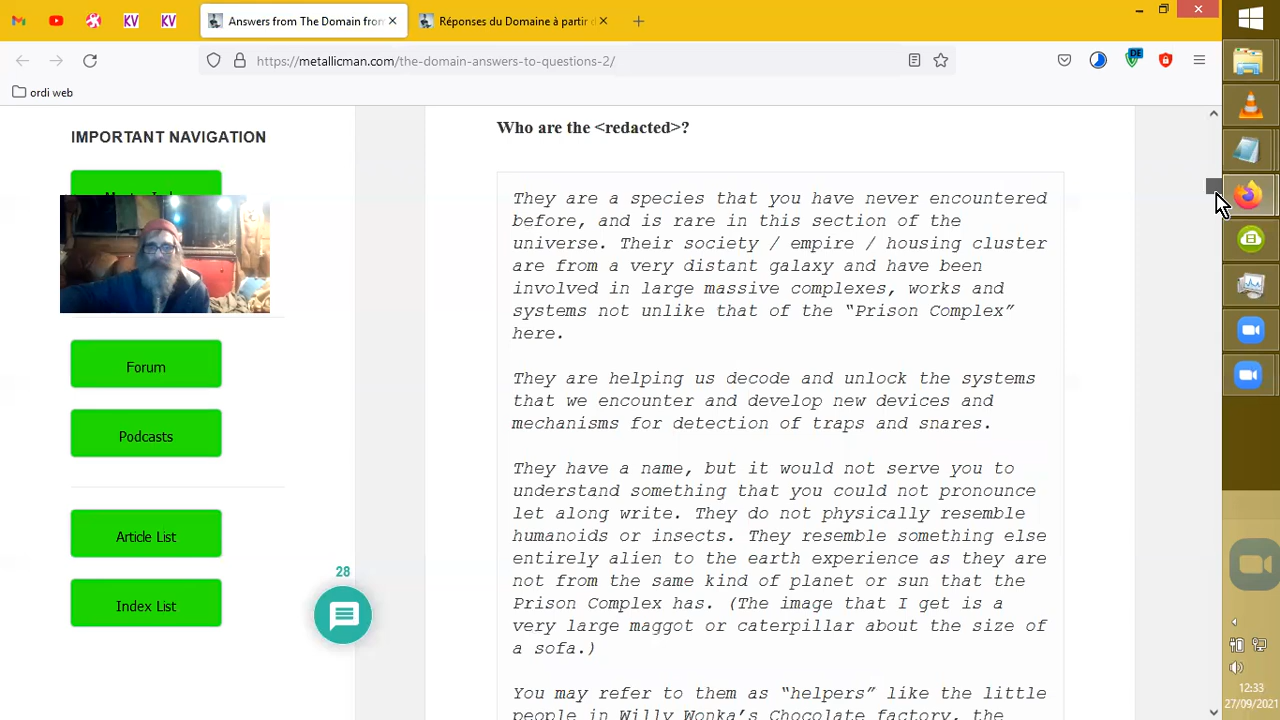 Answers from The Domain fron
Réponses du Domaine à partir d
https://metallicman.com/the-domain-answers-to-questions-2/
DE
ordi web
IMPORTANT NAVIGATION
Forum
Podcasts
Article List
Index List
28
Who are the <redacted>?
They are a species that you have never encountered
before, and is rare in this section of the
universe. Their society / empire / housing cluster
are from a very distant galaxy and have been
involved in large massive complexes, works and
systems not unlike that of the “Prison Complex”
here.
They are helping us decode and unlock the systems
that we encounter and develop new devices and
mechanisms for detection of traps and snares.
They have a name, but it would not serve you to
understand something that you could not pronounce
let along write. They do not physically resemble
humanoids or insects. They resemble something else
entirely alien to the earth experience as they are
not from the same kind of planet or sun that the
Prison Complex has. (The image that I get is a
very large maggot or caterpillar about the size of
a sofa.)
You may refer to them as “helpers” like the little
people in Willy Wonka’s Chocolate factory, the
12:33
27/09/2021